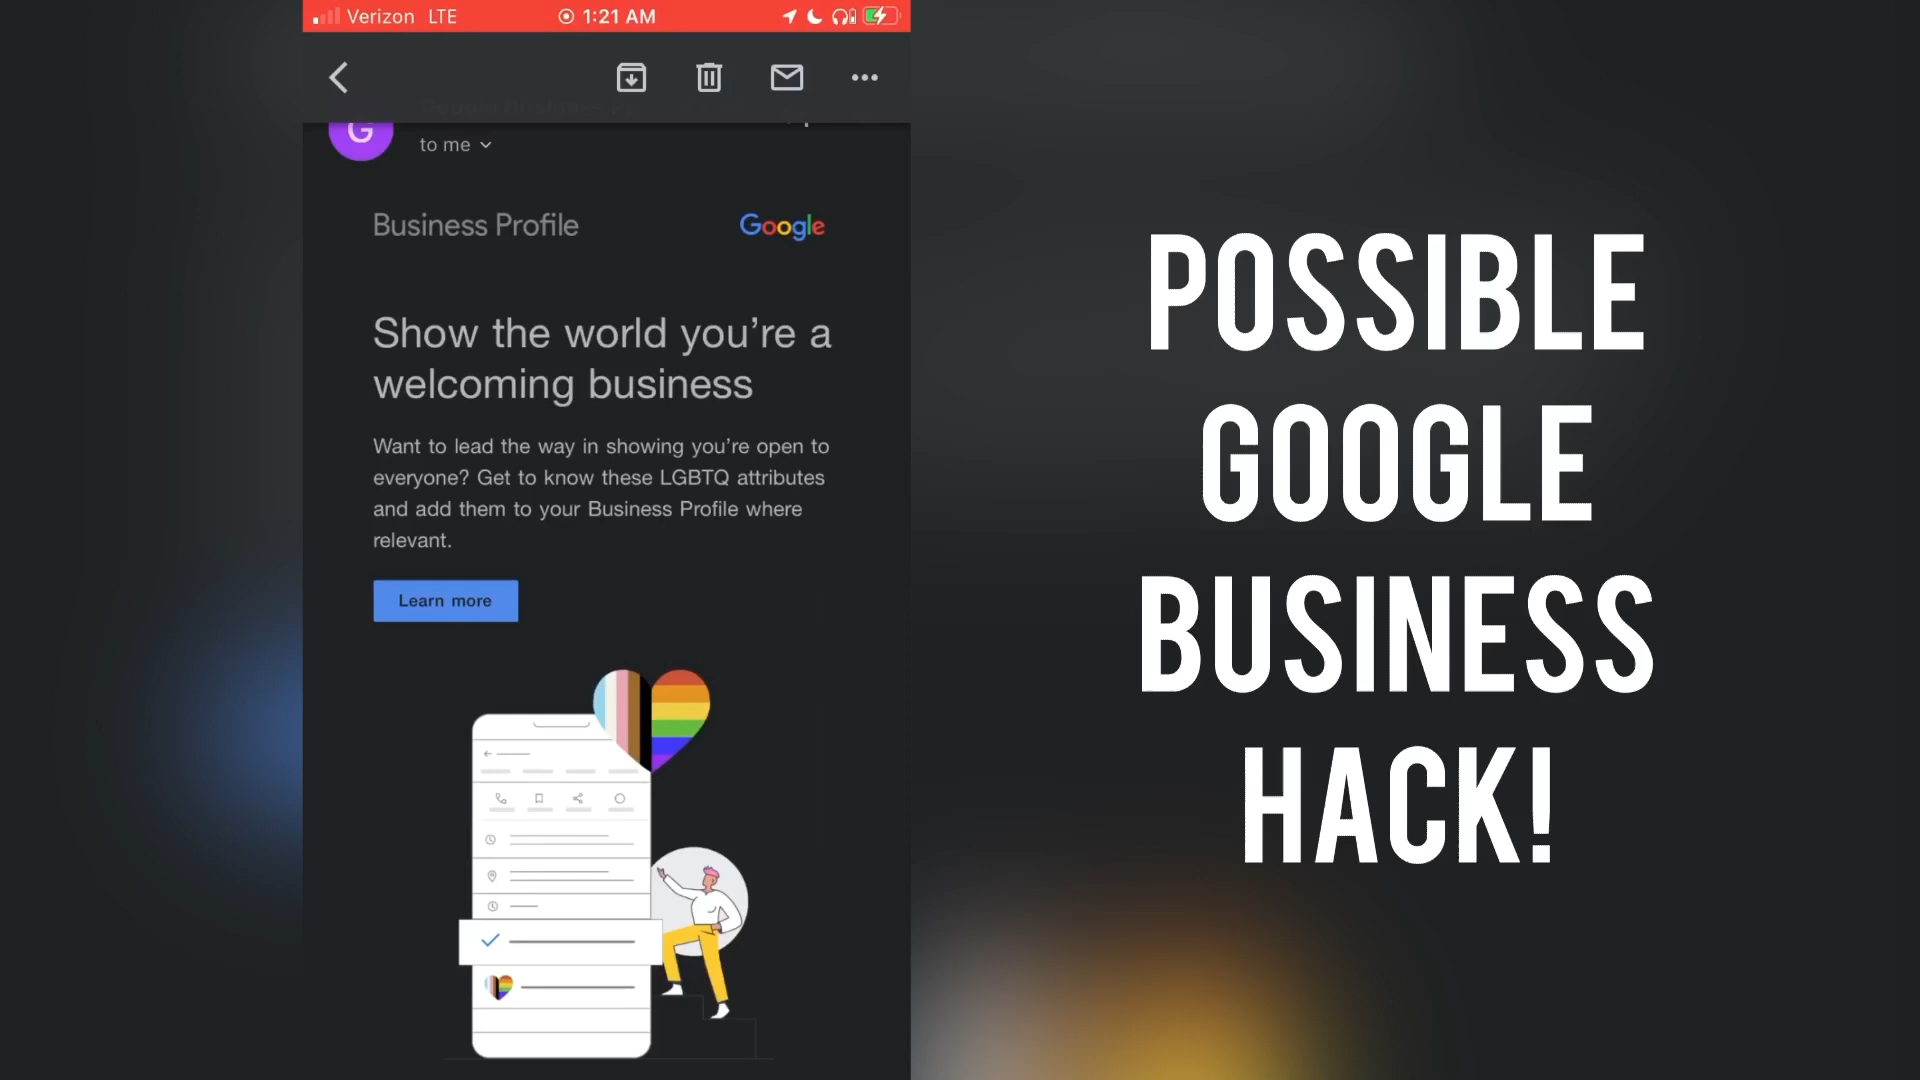 Verizon LTE 1:21 AM
G
to me
Business Profile
Google
Show the world you’re a
welcoming business
Want to lead the way in showing you’re open to
everyone? Get to know these LGBTQ attributes
and add them to your Business Profile where
relevant.
Learn more
POSSIBLE
GOOGLE
BUSINESS
HACK!